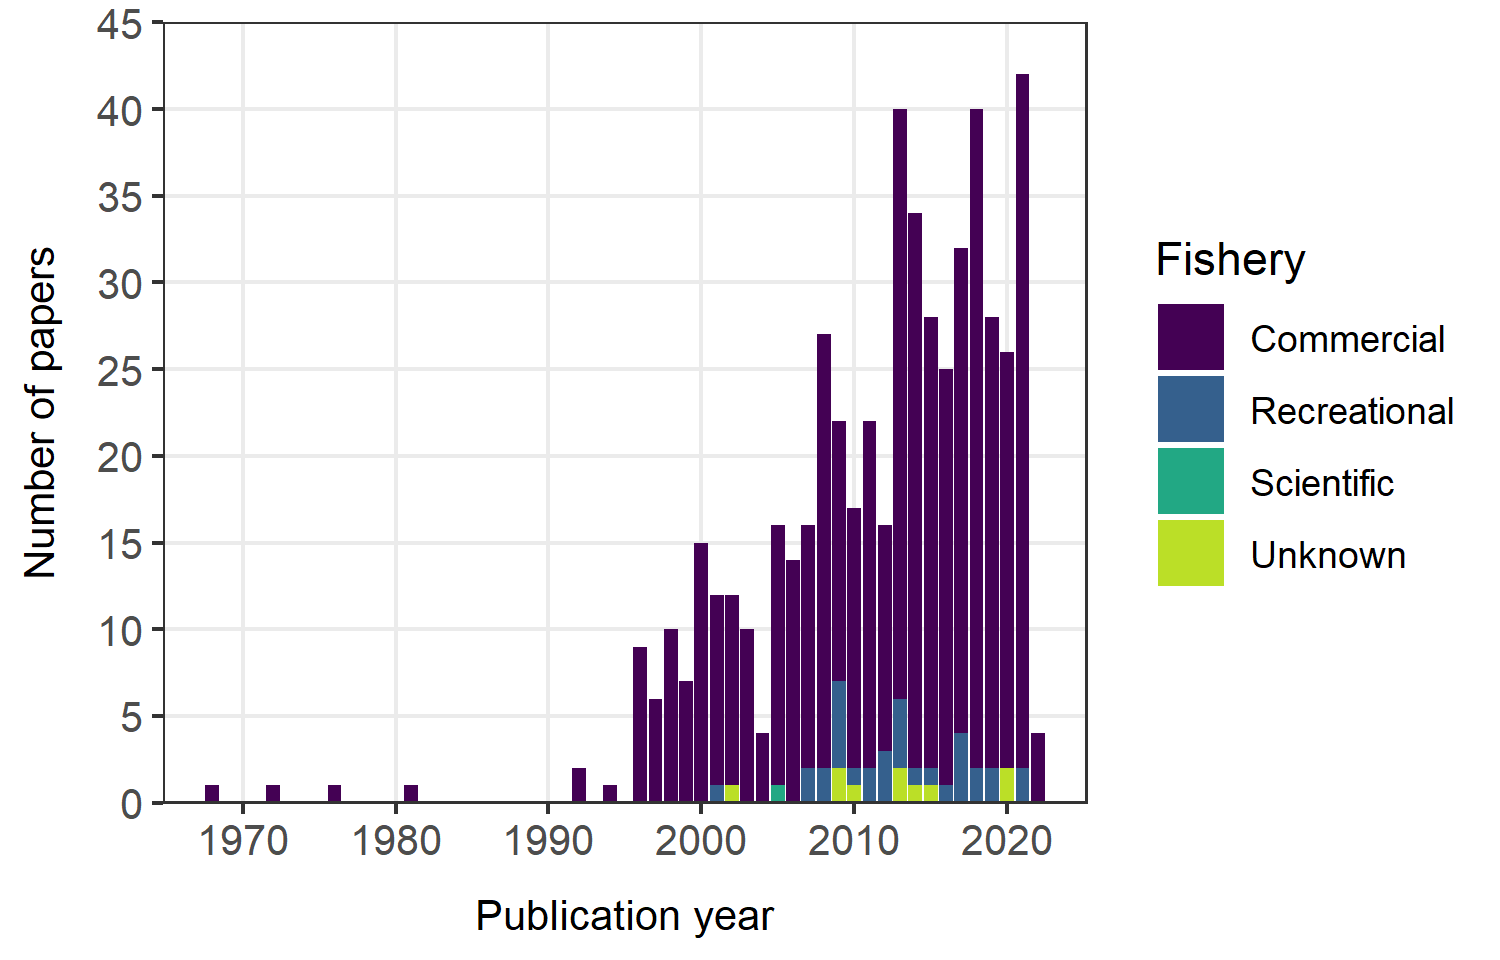 45
40
35
30
25
20
15
10
5
0
Number of papers
1970 1980 1990 2000 2010 2020
Publication year
Fishery
Commercial
Recreational
Scientific
Unknown